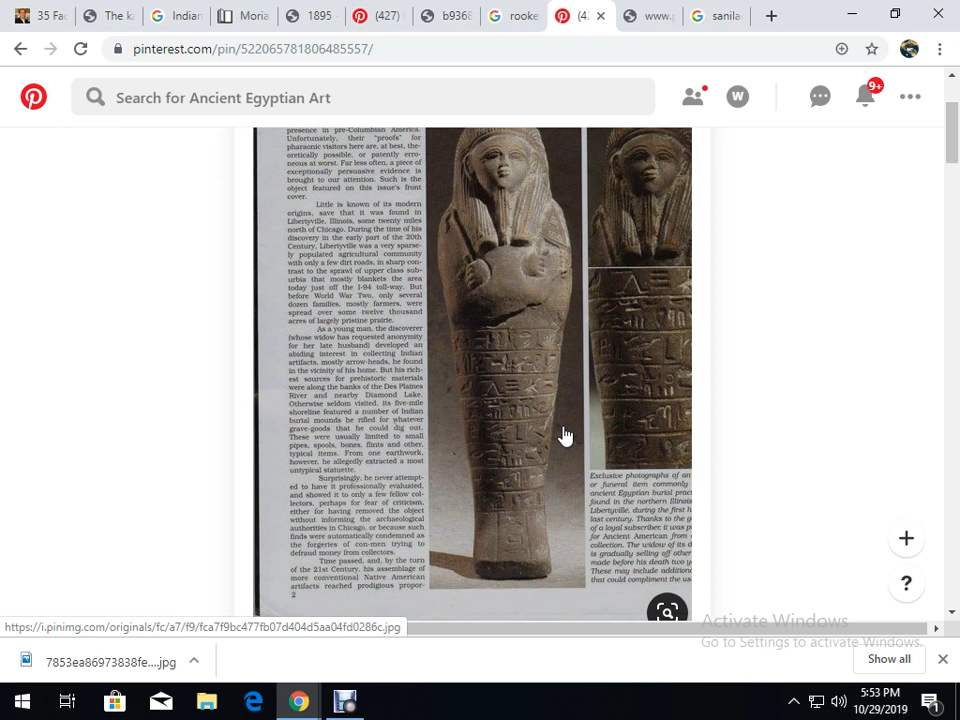 35 Fac
The ka
Indian
Moria
1895
(427)
b9368
rooke
(42
www.p
sanila
pinterest.com/pin/522065781806485557/
Search for Ancient Egyptian Art
W
9+
presence in pre-Columbian America.
Unfortunately, their "proofs" for
pharaonic visitors here are, at best, the-
oretically possible, or patently erro-
neous at worst. Far less often, a piece of
exceptionally persuasive evidence is
brought to our attention. Such is the
object featured on this issue's front
cover.
Little is known of its modern
origins, save that it was found in
Libertyville, Illinois, some twenty miles
north of Chicago. During the time of his
discovery in the early part of the 20th
Century, Libertyville was a very sparse-
ly populated agricultural community
with only a few dirt roads, in sharp con-
trast to the sprawl of upper class sub-
urbia that mostly blankets the area
today just off the I-94 toll-way. But
before World War Two, only several
dozen families, mostly farmers, were
spread over some twelve thousand
acres of largely pristine prairie.
As a young man, the discoverer
(whose widow has requested anonymity
for her late husband) developed an
abiding interest in collecting Indian
artifacts, mostly arrow-heads, he found
in the vicinity of his home. But his rich-
est sources for prehistoric materials
were along the banks of the Des Plaines
River and nearby Diamond Lake.
Otherwise seldom visited, its five-mile
shoreline featured a number of Indian
burial mounds he rifled for whatever
grave-goods that he could dig out.
These were usually limited to small
pipes, spools, bones, flints and other,
typical items. From one earthwork,
however, he allegedly extracted a most
untypical statuette.
Surprisingly, he never attempt-
ed to have it professionally evaluated,
and showed it to only a few fellow col-
lectors, perhaps for fear of criticism,
either for having removed the object
without informing the archaeological
authorities in Chicago, or because such
finds were automatically condemned as
the forgeries of con-men trying to
defraud money from collectors.
Time passed, and, by the turn
of the 21st Century, his assemblage of
more conventional Native American
artifacts reached prodigious propor-
2
Exclusive photographs of an
or funeral item commonly
ancient Egyptian burial prac
found in the northern Illinois
Libertyville, during the first h
last century. Thanks to the g
of a loyal subscriber, it was p
for Ancient American from
collection. The widow of its d
is gradually selling off other
made before his death two y
These may include addition
that could compliment the us
https://i.pinimg.com/originals/fc/a7/f9/fca7f9bc477fb07d404d5aa04fd0286c.jpg
Activate Windows
Go to Settings to activate Windows.
7853ea86973838fe....jpg
Show all
5:53 PM
10/29/2019
1